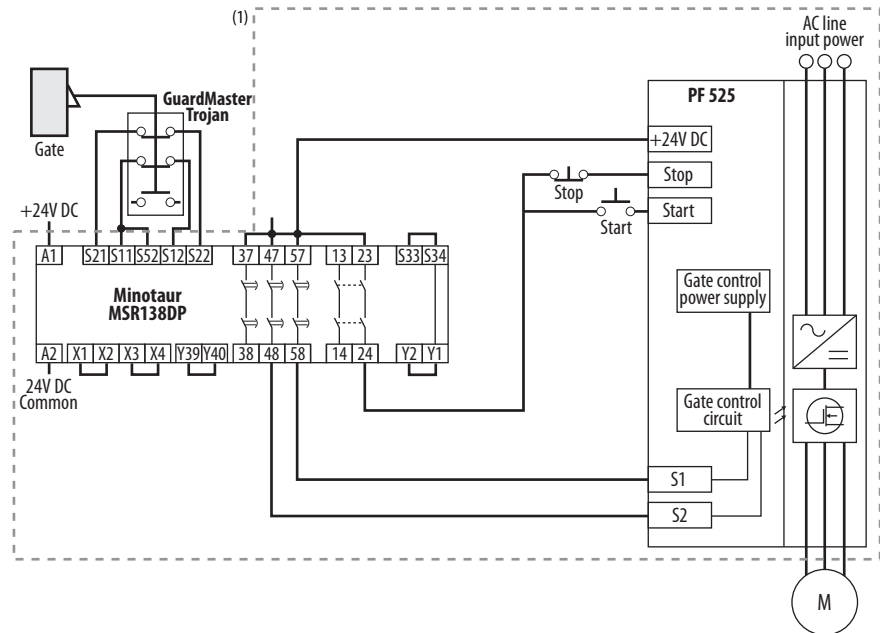 (1)
AC line
input power
GuardMaster
Trojan
PF 525
Gate
+24V DC
Stop
Stop
Start
Start
+24V DC
A1 S21 S11 S52 S12 S22 37 47 57 13 23 S33 S34
Minotaur
MSR138DP
Gate control
power supply
A2 X1 X2 X3 X4 Y39 Y40 38 48 58 14 24 Y2 Y1
24V DC
Common
Gate control
circuit
S1
S2
M